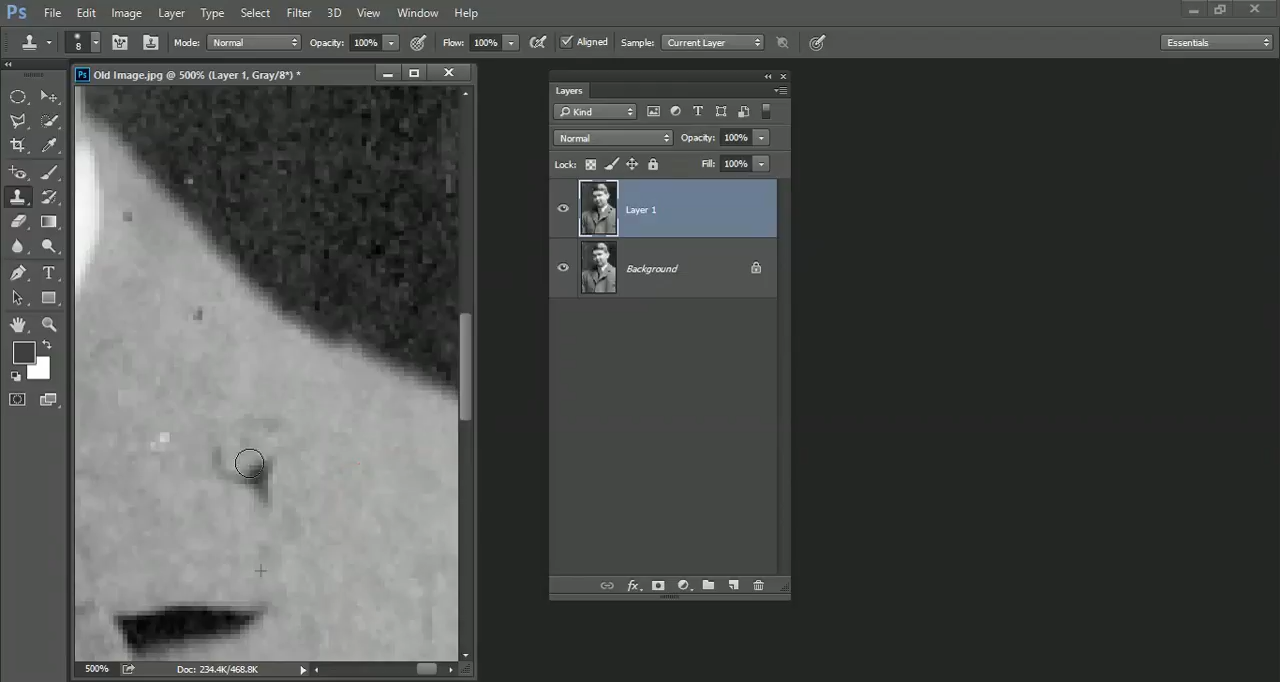 Ps File Edit Image Layer Type Select Filter 3D View Window Help
8 Mode: Normal Opacity: 100% Flow: 100% Aligned Sample: Current Layer Essentials
Ps Old Image.jpg @ 500% (Layer 1, Gray/8*) *
Layers
Kind T
Normal Opacity: 100%
Lock: Fill: 100%
Layer 1
Background
T
fx
500% Doc: 234.4K/468.8K